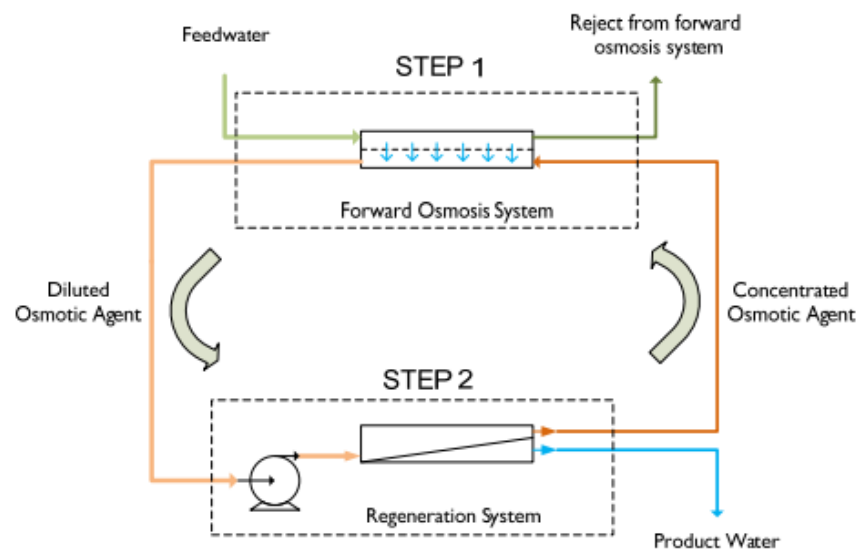 Feedwater
Reject from forward
osmosis system
STEP 1
Forward Osmosis System
Diluted
Osmotic Agent
Concentrated
Osmotic Agent
STEP 2
Regeneration System
Product Water